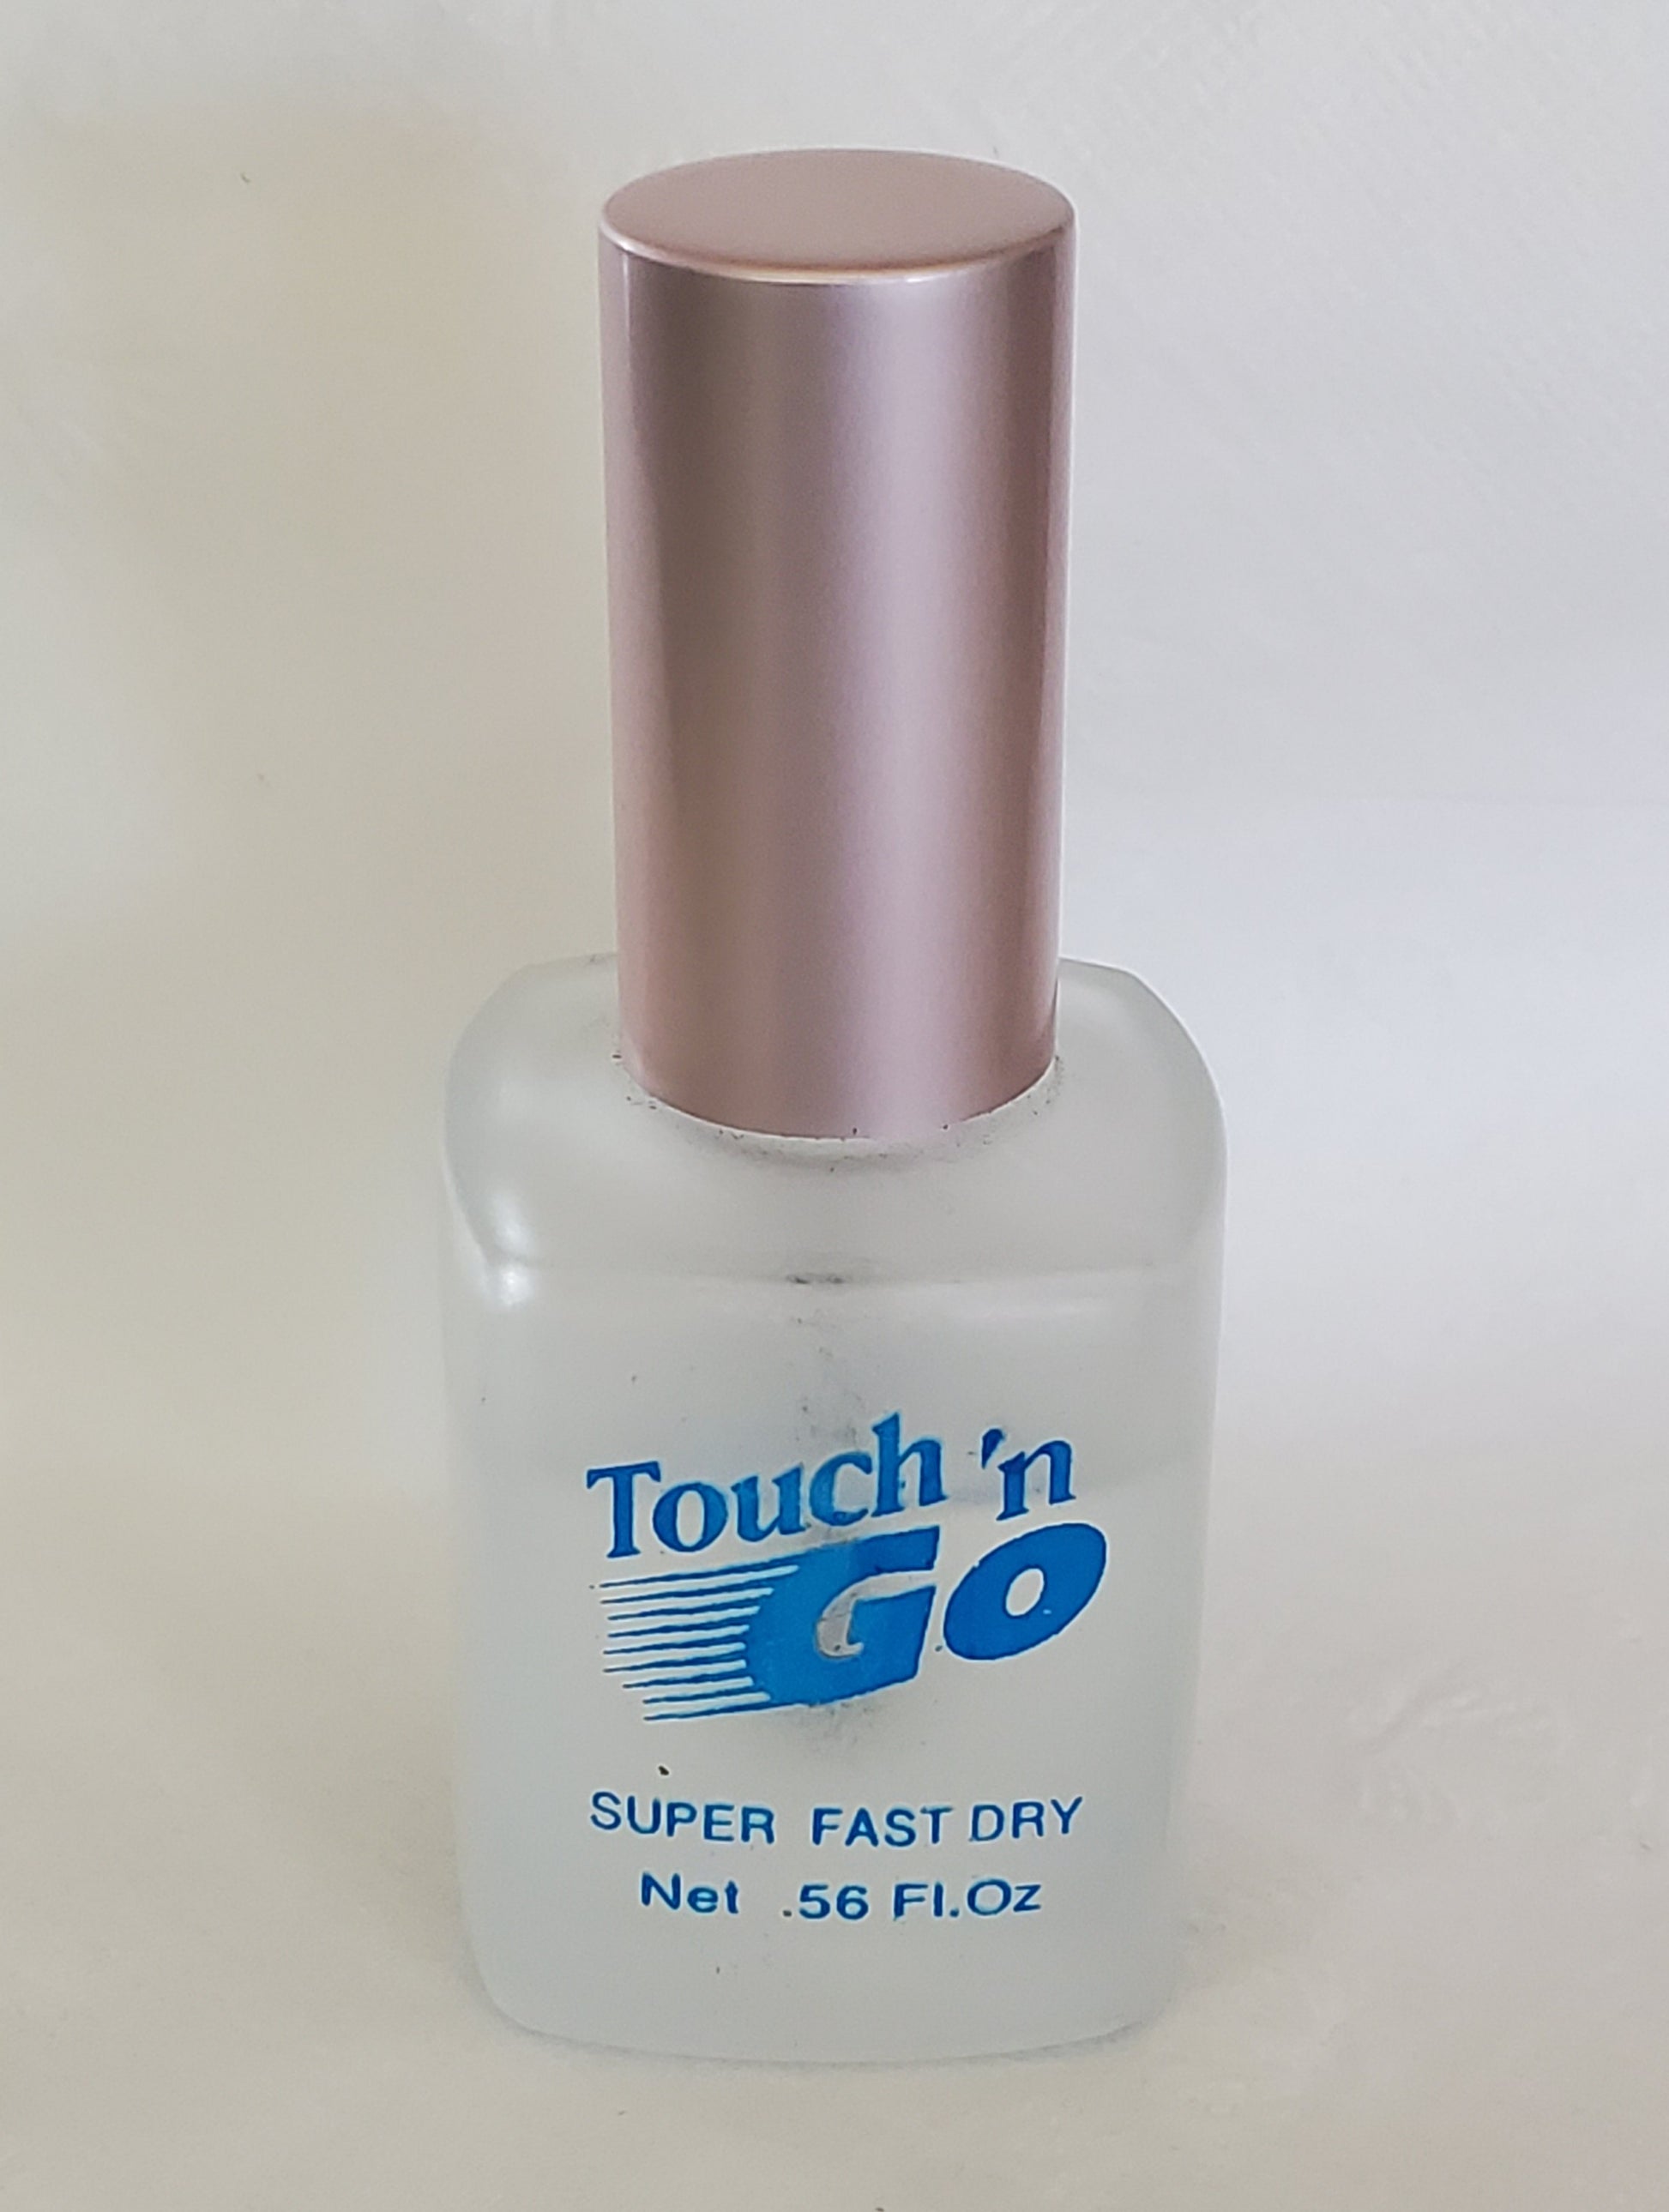 Touch 'n
GO
SUPER FAST DRY
Net .56 Fl.Oz